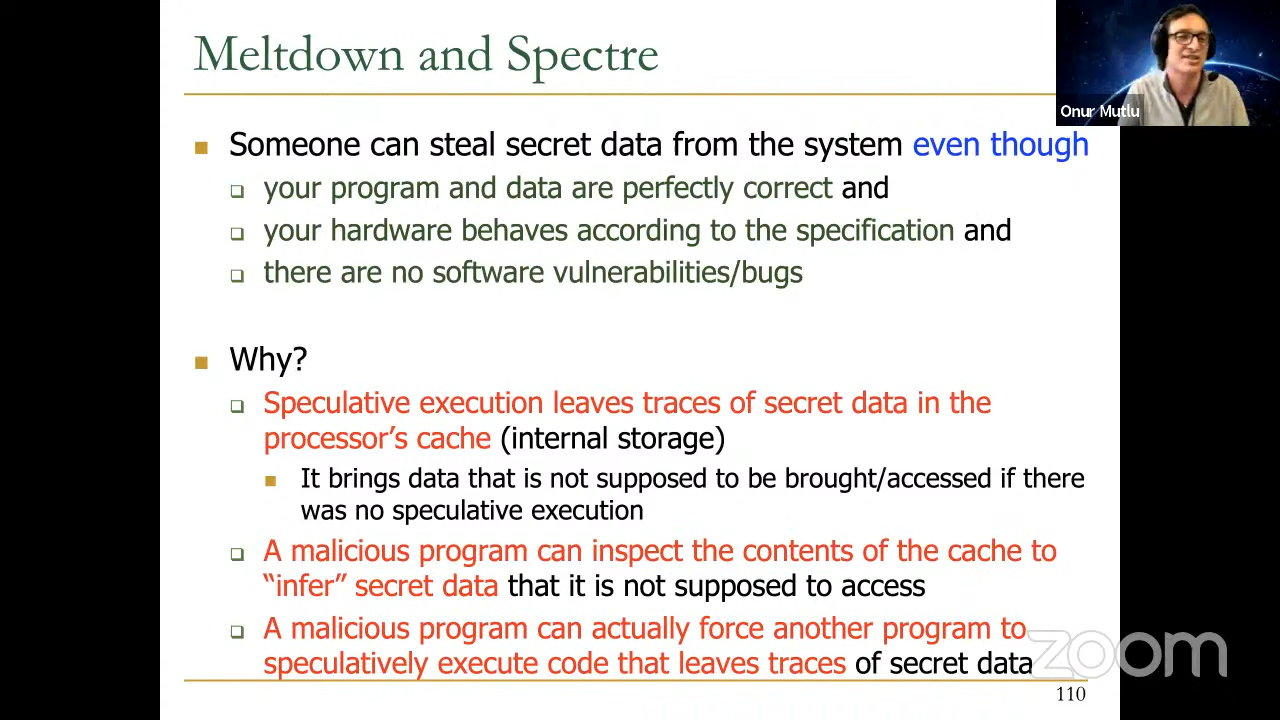 Meltdown and Spectre
Onur Mutlu
Someone can steal secret data from the system even though
your program and data are perfectly correct and
your hardware behaves according to the specification and
there are no software vulnerabilities/bugs
Why?
Speculative execution leaves traces of secret data in the
processor’s cache (internal storage)
It brings data that is not supposed to be brought/accessed if there
was no speculative execution
A malicious program can inspect the contents of the cache to
“infer” secret data that it is not supposed to access
A malicious program can actually force another program to
speculatively execute code that leaves traces of secret data
zoom
110